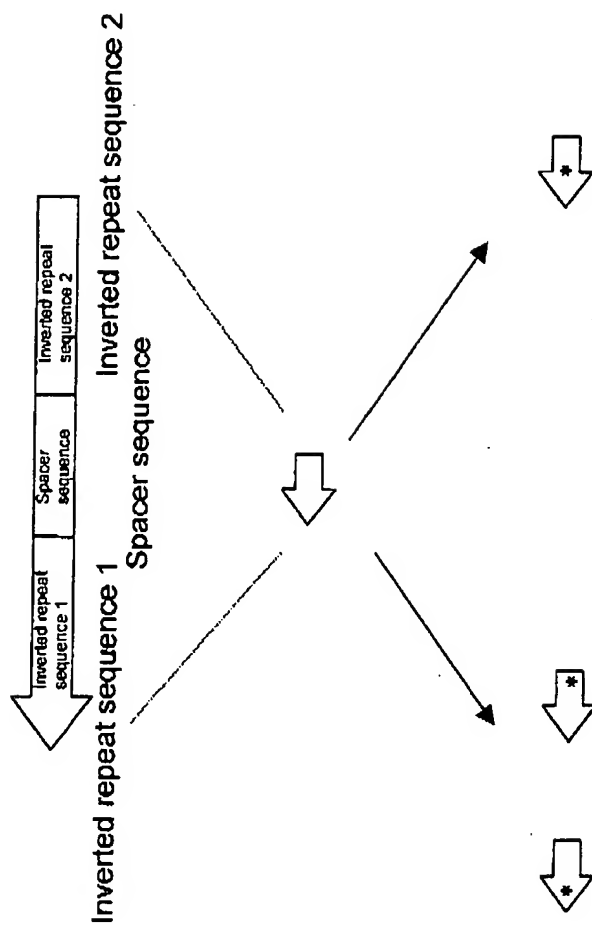 Inverted repeat
sequence 1
Spacer
sequence
Inverted repeat
sequence 2
Inverted repeat sequence 1
Spacer sequence
Inverted repeat sequence 2
*
*
*